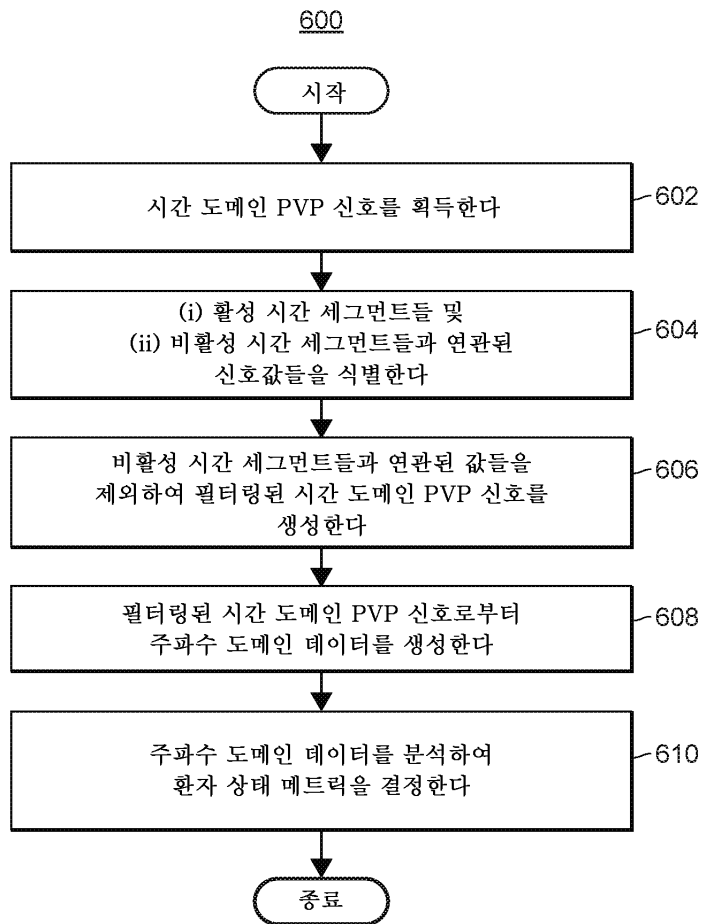 600
시작
시간 도메인 PVP 신호를 획득한다
602
(i) 활성 시간 세그먼트들 및
(ii) 비활성 시간 세그먼트들과 연관된
신호값들을 식별한다
604
비활성 시간 세그먼트들과 연관된 값들을
제외하여 필터링된 시간 도메인 PVP 신호를
생성한다
606
필터링된 시간 도메인 PVP 신호로부터
주파수 도메인 데이터를 생성한다
608
주파수 도메인 데이터를 분석하여
환자 상태 메트릭을 결정한다
610
종료